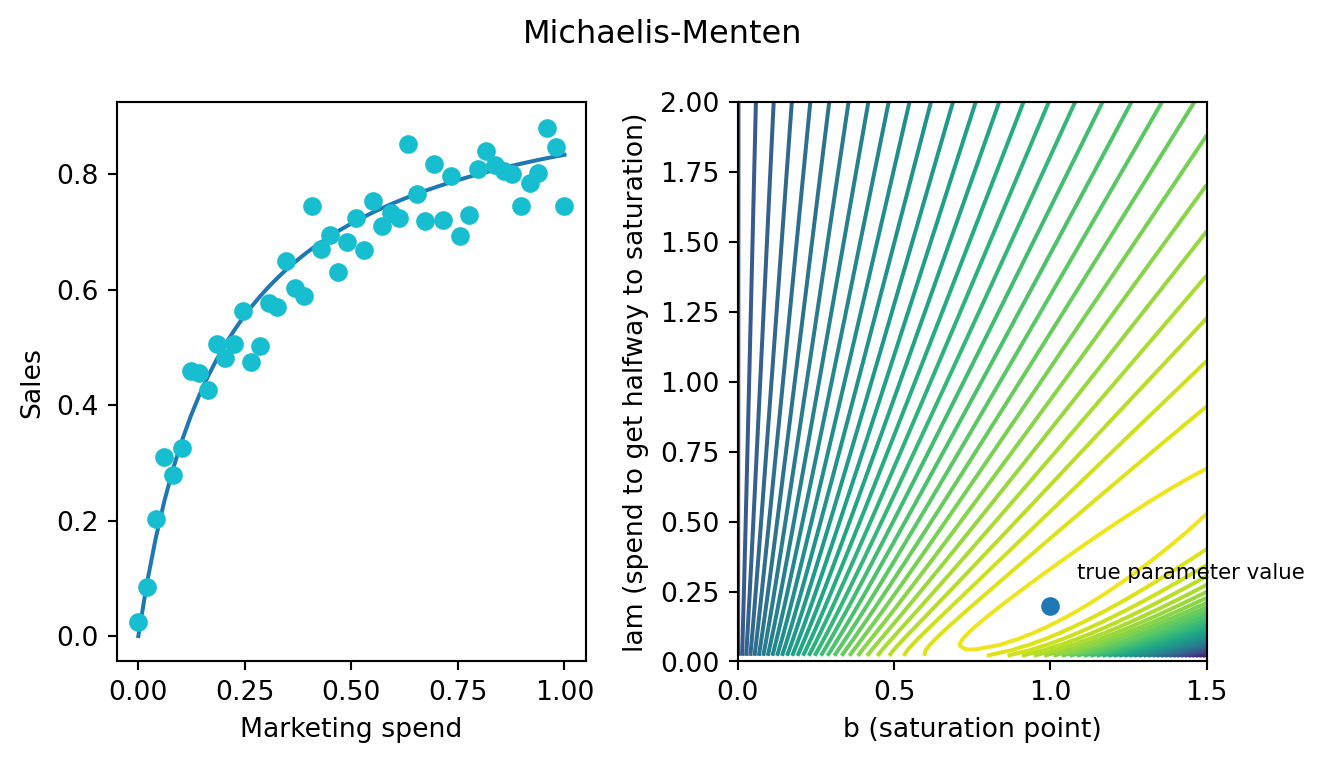 Michaelis-Menten
Sales
0.8
0.6
0.4
0.2
0.0
0.00 0.25 0.50 0.75 1.00
Marketing spend
lam (spend to get halfway to saturation)
2.00
1.75
1.50
1.25
1.00
0.75
0.50
0.25
0.00
true parameter value
0.0 0.5 1.0 1.5
b (saturation point)